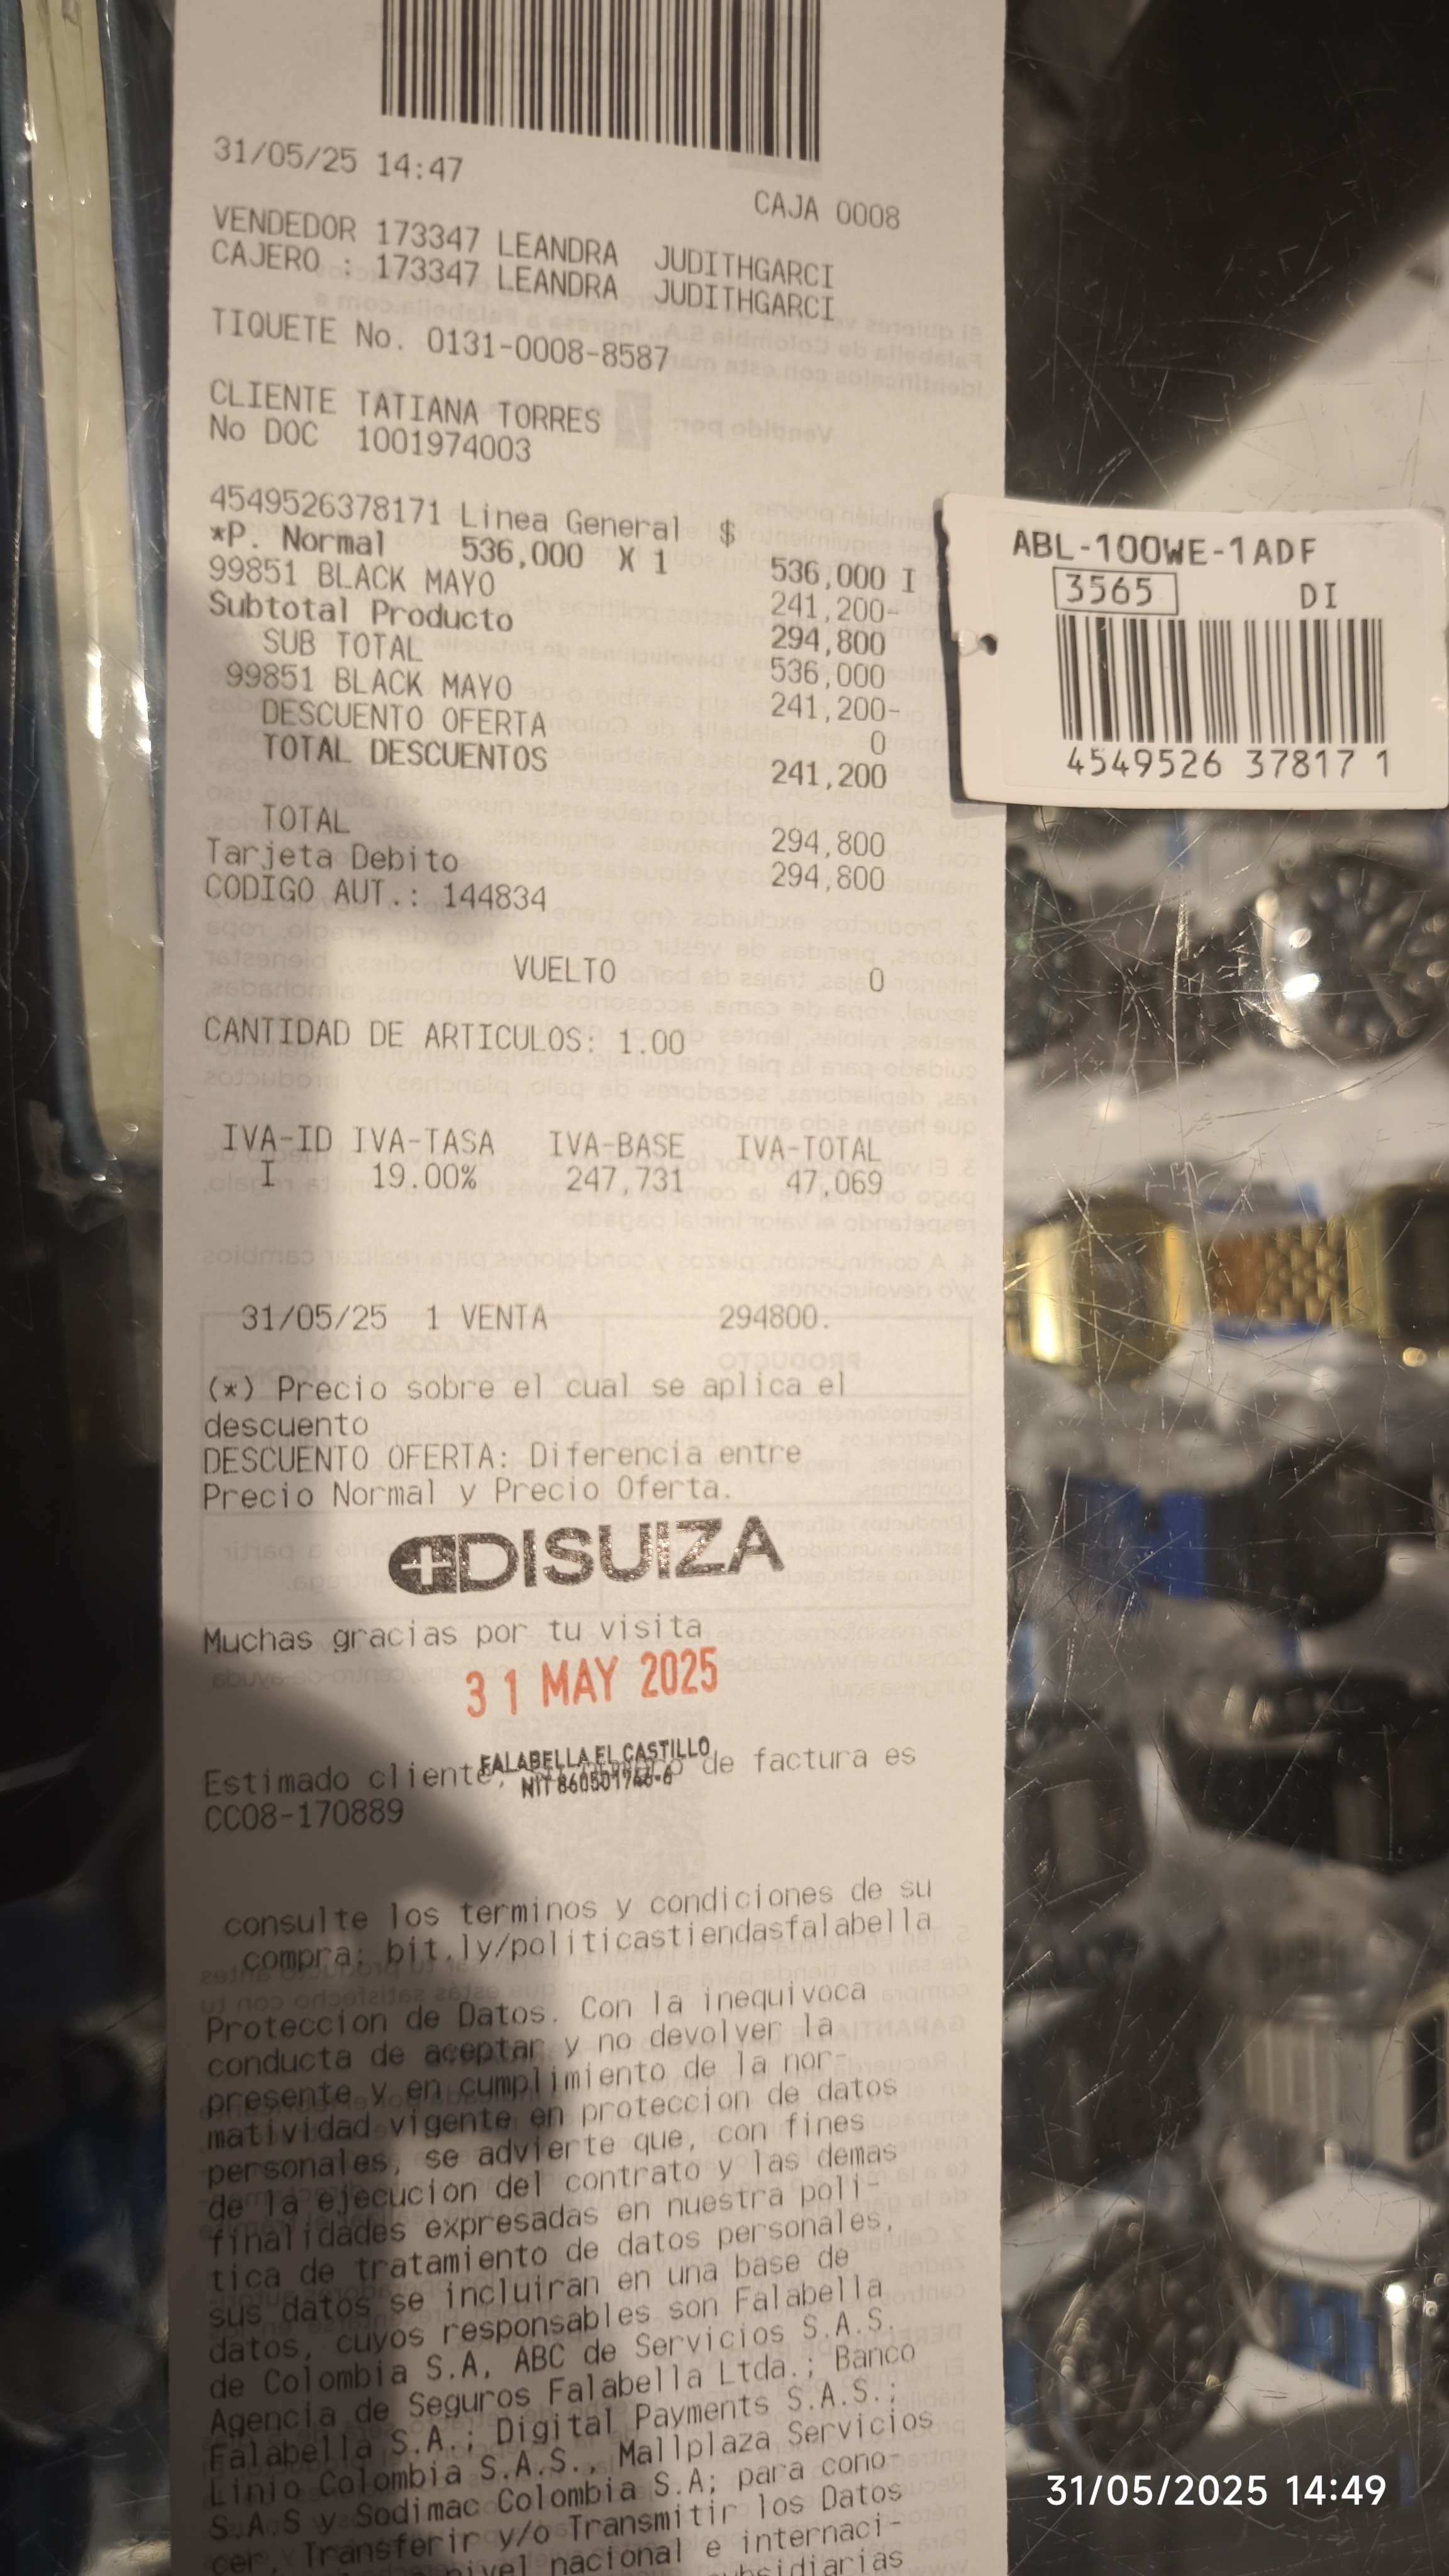 31/05/25 14:47
CAJA 0008
VENDEDOR 173347 LEANDRA JUDITHGARCI
CAJERO : 173347 LEANDRA JUDITHGARCI
TIQUETE No. 0131-0008-8587
CLIENTE TATIANA TORRES
No DOC 1001974003
4549526378171 Linea General $
*P. Normal 536,000 X 1 536,000 I
99851 BLACK MAYO 241,200-
Subtotal Producto 294,800
SUB TOTAL 536,000
99851 BLACK MAYO 241,200-
DESCUENTO OFERTA 0
TOTAL DESCUENTOS 241,200
TOTAL 294,800
Tarjeta Debito 294,800
CODIGO AUT.: 144834
VUELTO 0
CANTIDAD DE ARTICULOS: 1.00
IVA-ID IVA-TASA IVA-BASE IVA-TOTAL
I 19.00% 247,731 47,069
31/05/25 1 VENTA 294800.
(*) Precio sobre el cual se aplica el
descuento
DESCUENTO OFERTA: Diferencia entre
Precio Normal y Precio Oferta.
DISUIZA
Muchas gracias por tu visita
31 MAY 2025
FALABELLA EL CASTILLO
Estimado cliente, de factura es
CC08-170889
consulte los terminos y condiciones de su
compra: bit.ly/politicastiendasfalabella
Proteccion de Datos. Con la inequivoca
conducta de aceptar y no devolver la
presente y en cumplimiento de la nor-
matividad vigente en proteccion de datos
personales, se advierte que, con fines
de la ejecucion del contrato y las demas
finalidades expresadas en nuestra poli-
tica de tratamiento de datos personales,
sus datos se incluiran en una base de
datos, cuyos responsables son Falabella
de Colombia S.A, ABC de Servicios S.A.S.
Agencia de Seguros Falabella Ltda.; Banco
Falabella S.A.; Digital Payments S.A.S.;
Linio Colombia S.A.S., Mallplaza Servicios
S.A.S y Sodimac Colombia S.A; para cono-
cer, Transferir y/o Transmitir los Datos
nivel nacional e internaci-
ABL-100WE-1ADF
3565 DI
4549526 37817 1
31/05/2025 14:49